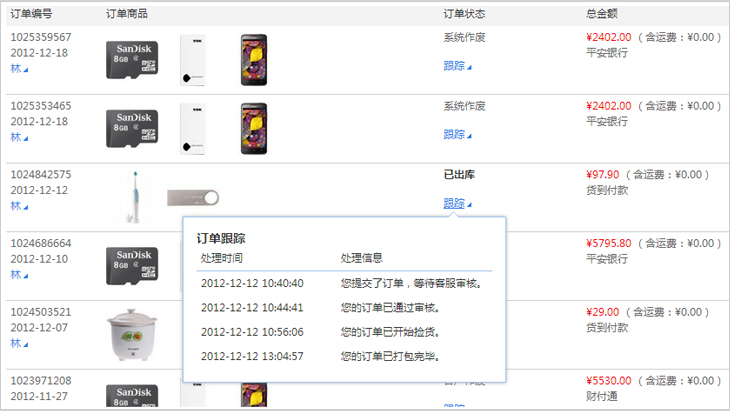 订单编号 订单商品 订单状态 总金额
1025359567 系统作废 ¥2402.00 ( 含运费：¥0.00 )
2012-12-18 SanDisk 平安银行
8GB micro SD HC
林 跟踪
1025353465 系统作废 ¥2402.00 ( 含运费：¥0.00 )
2012-12-18 SanDisk 平安银行
8GB micro SD HC
林 跟踪
1024842575 已出库 ¥97.90 ( 含运费：¥0.00 )
2012-12-12 货到付款
林 跟踪
1024686664 ¥5795.80 ( 含运费：¥0.00 )
2012-12-10 SanDisk 平安银行
8GB micro SD HC
林
订单跟踪
处理时间 处理信息
2012-12-12 10:40:40 您提交了订单，等待客服审核。
2012-12-12 10:44:41 您的订单已通过审核。
2012-12-12 10:56:06 您的订单已开始捡货。
2012-12-12 13:04:57 您的订单已打包完毕。
1024503521 ¥29.00 ( 含运费：¥0.00 )
2012-12-07 货到付款
林
1023971208 ¥5530.00 ( 含运费：¥0.00 )
2012-11-27 SanDisk 财付通